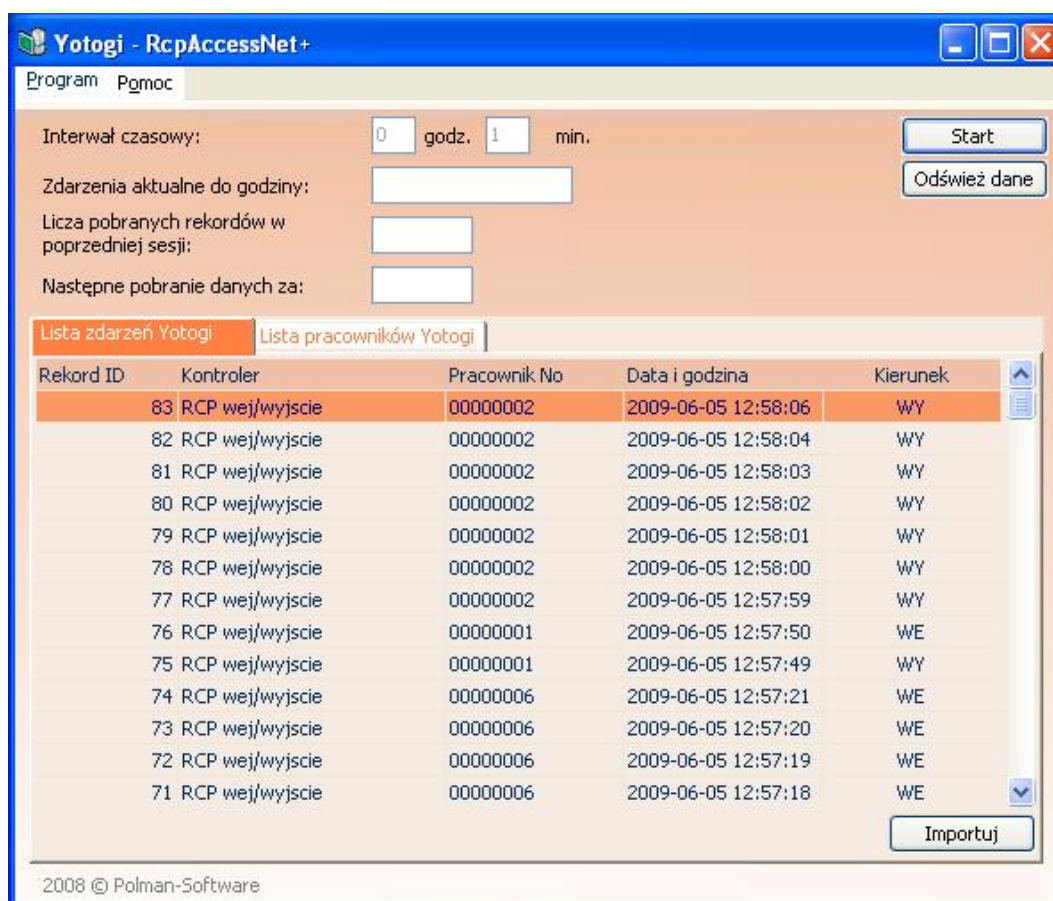 Yotogi - RcpAccessNet+
Program Pomoc
Interwał czasowy: 0 godz. 1 min. Start
Zdarzenia aktualne do godziny: Odśwież dane
Licza pobranych rekordów w
poprzedniej sesji:
Następne pobranie danych za:
Lista zdarzeń Yotogi Lista pracowników Yotogi
Rekord ID Kontroler Pracownik No Data i godzina Kierunek
83 RCP wej/wyjscie 00000002 2009-06-05 12:58:06 WY
82 RCP wej/wyjscie 00000002 2009-06-05 12:58:04 WY
81 RCP wej/wyjscie 00000002 2009-06-05 12:58:03 WY
80 RCP wej/wyjscie 00000002 2009-06-05 12:58:02 WY
79 RCP wej/wyjscie 00000002 2009-06-05 12:58:01 WY
78 RCP wej/wyjscie 00000002 2009-06-05 12:58:00 WY
77 RCP wej/wyjscie 00000002 2009-06-05 12:57:59 WY
76 RCP wej/wyjscie 00000001 2009-06-05 12:57:50 WE
75 RCP wej/wyjscie 00000001 2009-06-05 12:57:49 WY
74 RCP wej/wyjscie 00000006 2009-06-05 12:57:21 WE
73 RCP wej/wyjscie 00000006 2009-06-05 12:57:20 WE
72 RCP wej/wyjscie 00000006 2009-06-05 12:57:19 WE
71 RCP wej/wyjscie 00000006 2009-06-05 12:57:18 WE
Importuj
2008 © Polman-Software